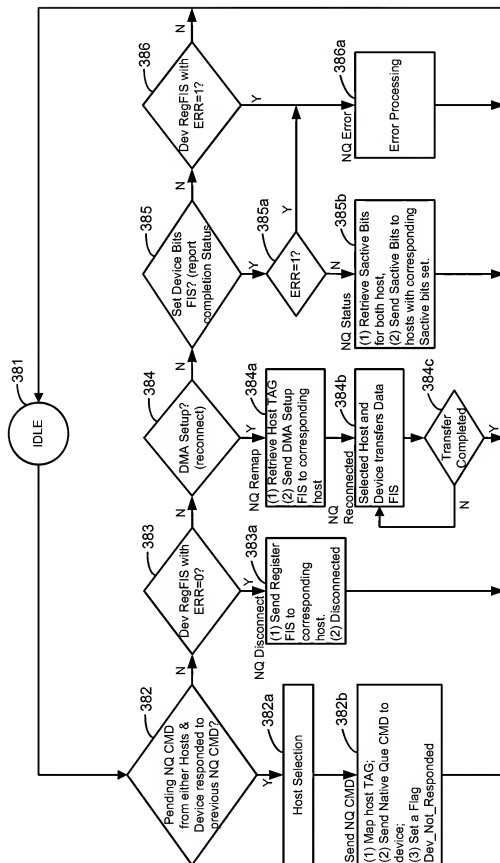 381
IDLE
382
Pending NQ CMD
from either Hosts &
Device responded to
previous NQ CMD?
N
Y
382a
Host Selection
382b
Send NQ CMD
(1) Map host TAG;
(2) Send Native Que CMD to
device;
(3) Set a Flag
Dev_Not_Responded
383
Dev RegFIS with
ERR=0?
N
Y
383a
NQ Disconnect
(1) Send Register
FIS to
corresponding
host.
(2) Disconnected
384
DMA Setup?
(reconnect)
N
Y
384a
NQ Remap
(1) Retrieve Host TAG
(2) Send DMA Setup
FIS to corresponding
host
384b
NQ
Reconnected
Selected Host and
Device transfers Data
FIS
384c
Transfer
Completed
N
Y
385
Set Device Bits
FIS? (report
completion Status
N
Y
385a
ERR=1?
Y
N
385b
NQ Status
(1) Retrieve Sactive Bits
for both host,
(2) Send Sactive Bits to
hosts with corresponding
Sactive bits set.
386
Dev RegFIS with
ERR=1?
N
Y
386a
NQ Error
Error Processing